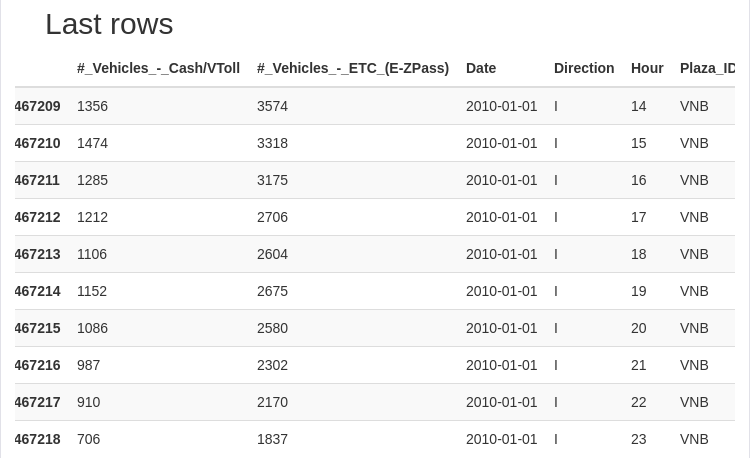 Last rows
#_Vehicles_-_Cash/VToll #_Vehicles_-_ETC_(E-ZPass) Date Direction Hour Plaza_ID
467209 1356 3574 2010-01-01 I 14 VNB
467210 1474 3318 2010-01-01 I 15 VNB
467211 1285 3175 2010-01-01 I 16 VNB
467212 1212 2706 2010-01-01 I 17 VNB
467213 1106 2604 2010-01-01 I 18 VNB
467214 1152 2675 2010-01-01 I 19 VNB
467215 1086 2580 2010-01-01 I 20 VNB
467216 987 2302 2010-01-01 I 21 VNB
467217 910 2170 2010-01-01 I 22 VNB
467218 706 1837 2010-01-01 I 23 VNB